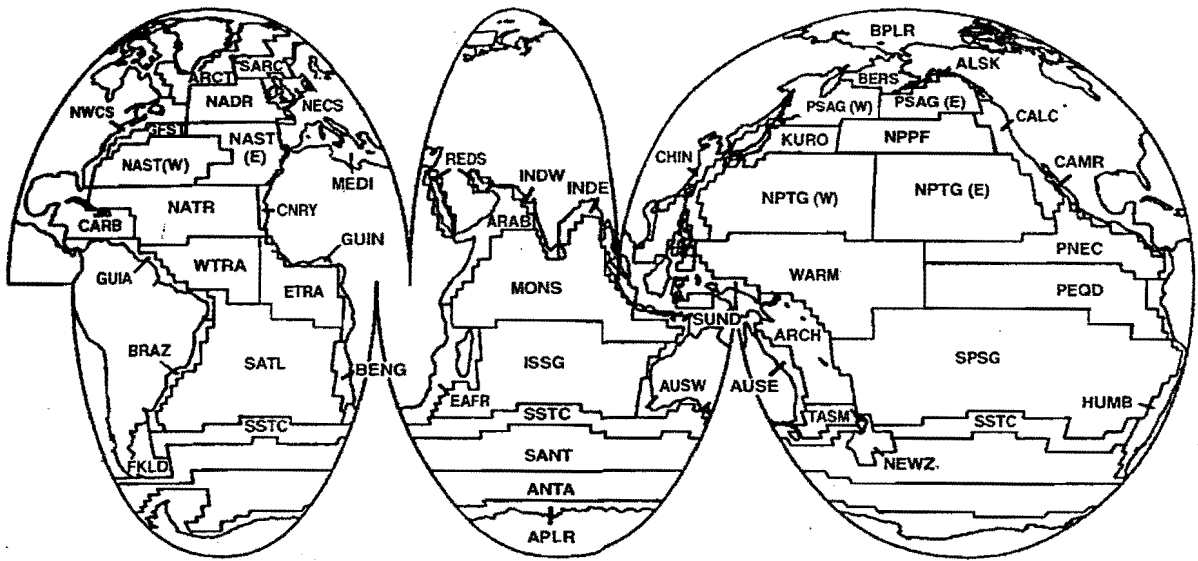 BPLR
ALSK
SARC
ARCT
BERS
NADR
NECS
PSAG (W)
PSAG (E)
NWCS
CALC
GFST
NAST
(E)
KURO
NPPF
NAST(W)
CHIN
REDS
CAMR
MEDI
INDW
INDE
NPTG (W)
NPTG (E)
NATR
CNRY
CARB
ARAB
GUIN
PNEC
WTRA
GUIA
WARM
ETRA
MONS
PEQD
SUND
ARCH
BRAZ
SATL
BENG
ISSG
SPSG
AUSW
AUSE
EAFR
HUMB
SSTC
TASM
SSTC
SSTC
SANT
FKLD
NEWZ
ANTA
APLR